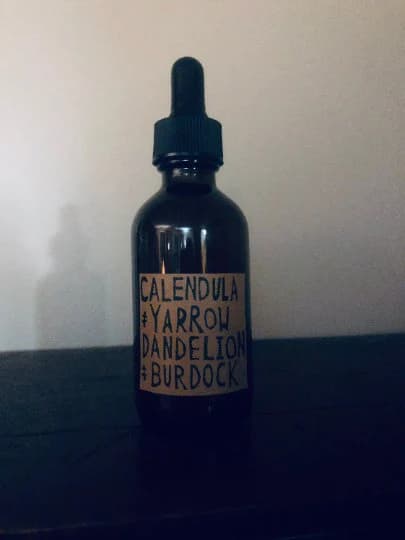 CALENDULA
& YARROW
DANDELION
& BURDOCK